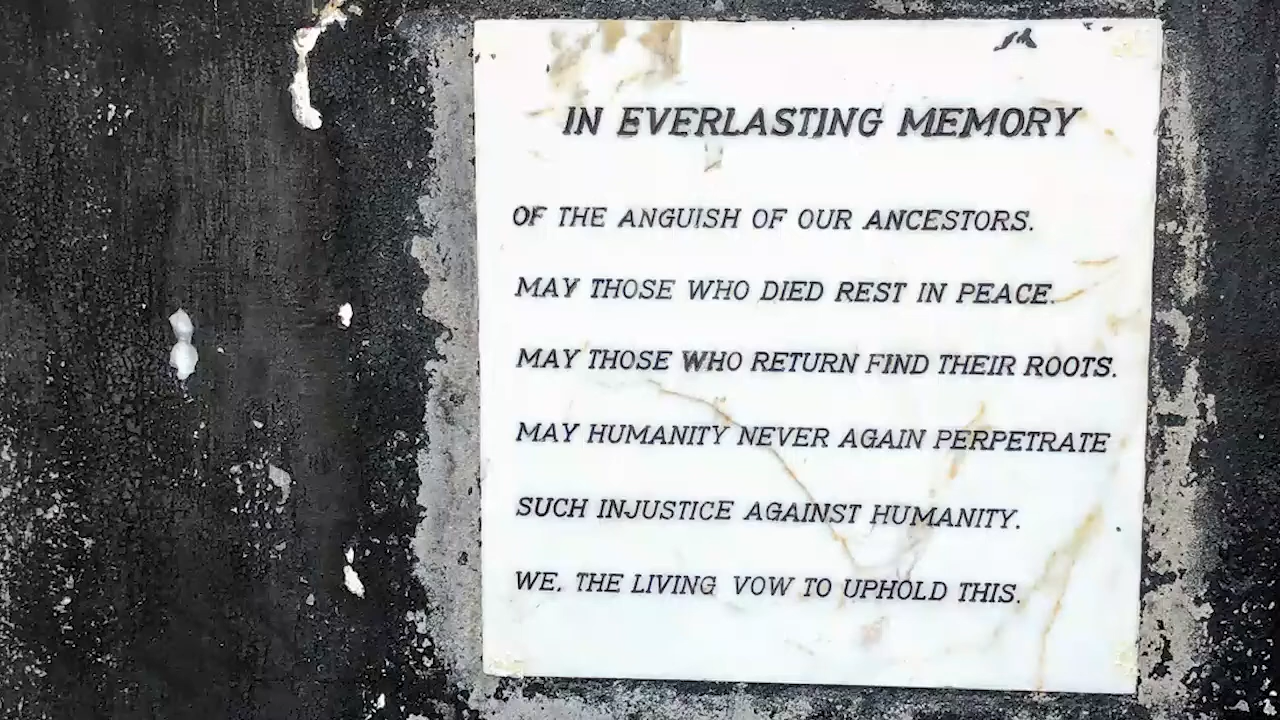 IN EVERLASTING MEMORY
OF THE ANGUISH OF OUR ANCESTORS.
MAY THOSE WHO DIED REST IN PEACE.
MAY THOSE WHO RETURN FIND THEIR ROOTS.
MAY HUMANITY NEVER AGAIN PERPETRATE
SUCH INJUSTICE AGAINST HUMANITY.
WE. THE LIVING VOW TO UPHOLD THIS.